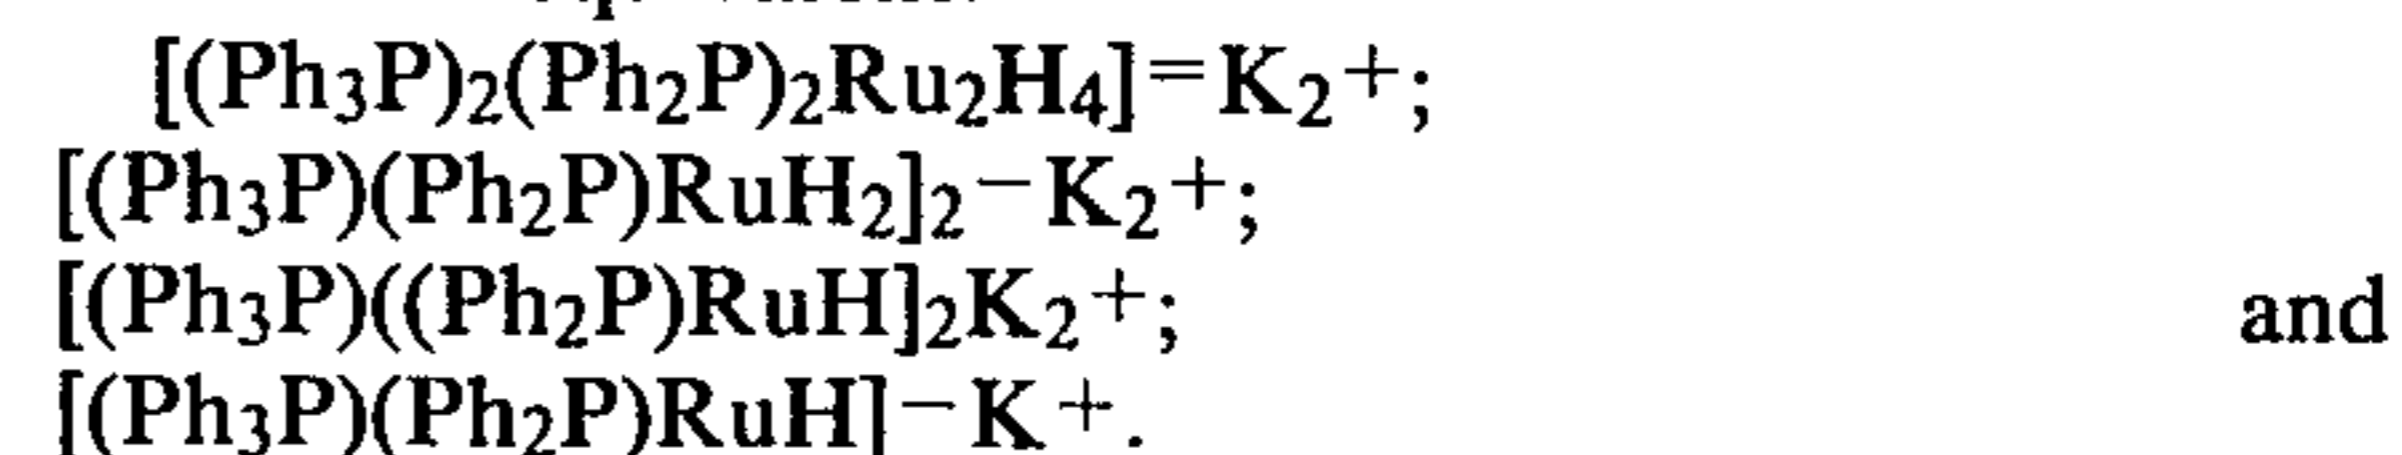 [(Ph₃P)₂(Ph₂P)₂Ru₂H₄]⁼K₂⁺;
[(Ph₃P)(Ph₂P)RuH₂]₂⁻K₂⁺;
[(Ph₃P)((Ph₂P)RuH]₂K₂⁺; and
[(Ph₃P)(Ph₂P)RuH]⁻K⁺.